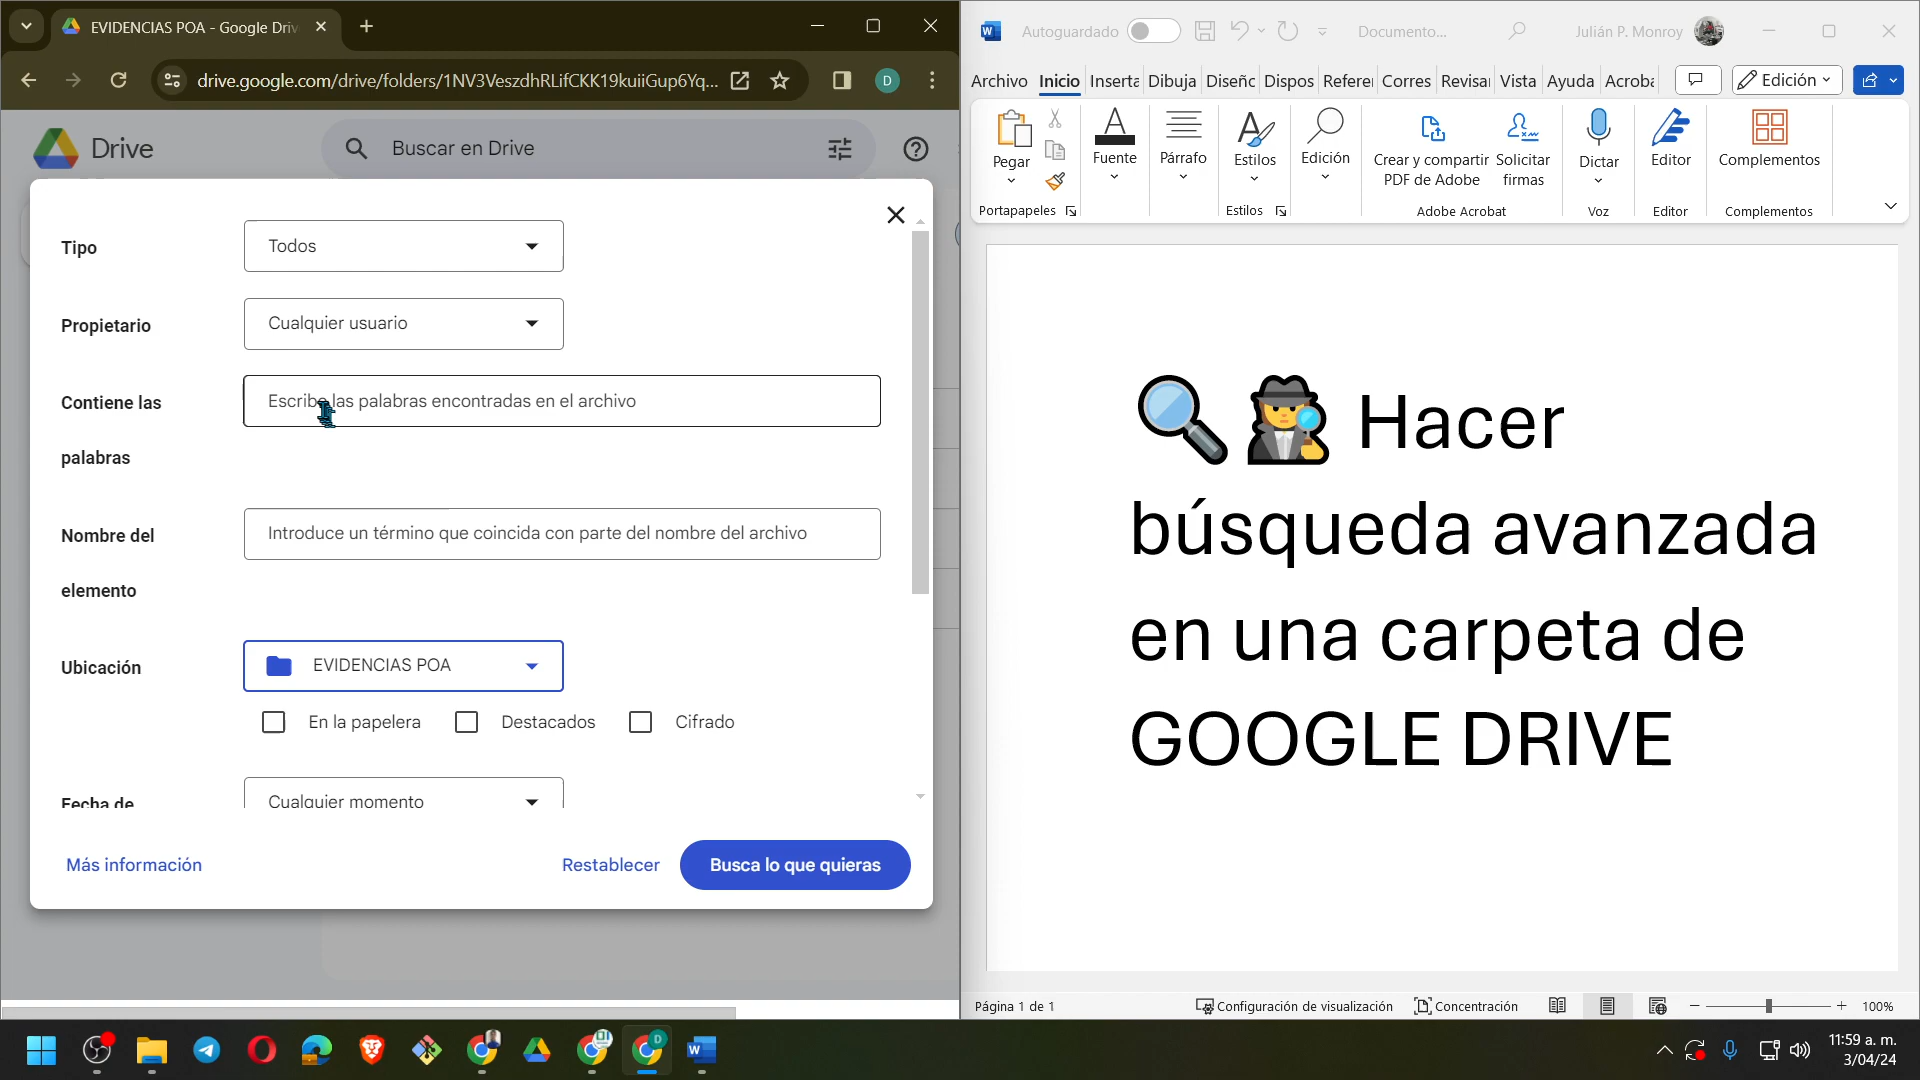 EVIDENCIAS POA - Google Driv
drive.google.com/drive/folders/1NV3VeszdhRLifCKK19kuiiGup6Yq...
D
Drive
Buscar en Drive
Tipo
Todos
Propietario
Cualquier usuario
Contiene las
palabras
Escribe las palabras encontradas en el archivo
Nombre del
elemento
Introduce un término que coincida con parte del nombre del archivo
Ubicación
EVIDENCIAS POA
En la papelera
Destacados
Cifrado
Fecha de
Cualquier momento
Más información
Restablecer
Busca lo que quieras
Autoguardado
Documento...
Julián P. Monroy
Archivo Inicio Inserta Dibuja Diseño Dispos Referei Corres Revisa Vista Ayuda Acroba
Edición
Pegar
Fuente
Párrafo
Estilos
Edición
Crear y compartir
PDF de Adobe
Solicitar
firmas
Dictar
Editor
Complementos
Portapapeles
Estilos
Adobe Acrobat
Voz
Editor
Complementos
Hacer
búsqueda avanzada
en una carpeta de
GOOGLE DRIVE
Página 1 de 1
Configuración de visualización
Concentración
100%
11:59 a. m.
3/04/24